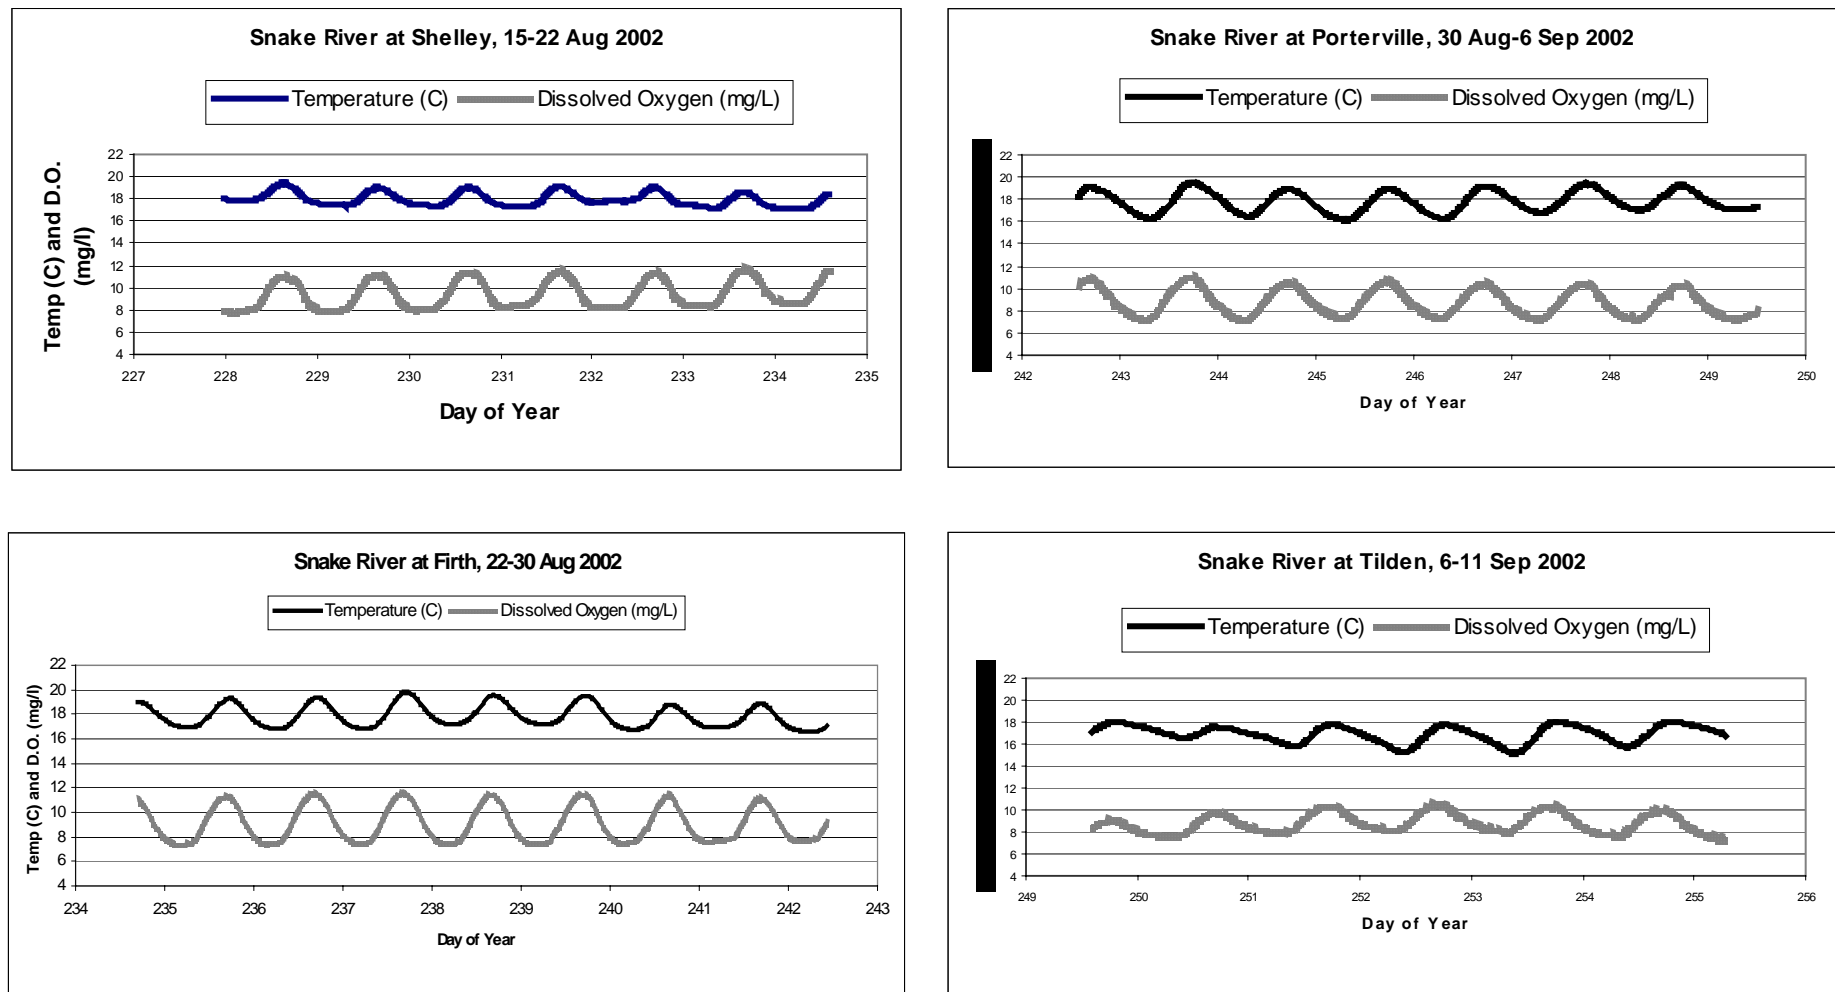 Snake River at Shelley, 15-22 Aug 2002
Temperature (C) Dissolved Oxygen (mg/L)
Temp (C) and D.O.
(mg/l)
22
20
18
16
14
12
10
8
6
4
227 228 229 230 231 232 233 234 235
Day of Year
Snake River at Porterville, 30 Aug-6 Sep 2002
Temperature (C) Dissolved Oxygen (mg/L)
22
20
18
16
14
12
10
8
6
4
242 243 244 245 246 247 248 249 250
Day of Year
Snake River at Firth, 22-30 Aug 2002
Temperature (C) Dissolved Oxygen (mg/L)
Temp (C) and D.O. (mg/l)
22
20
18
16
14
12
10
8
6
4
234 235 236 237 238 239 240 241 242 243
Day of Year
Snake River at Tilden, 6-11 Sep 2002
Temperature (C) Dissolved Oxygen (mg/L)
22
20
18
16
14
12
10
8
6
4
249 250 251 252 253 254 255 256
Day of Year